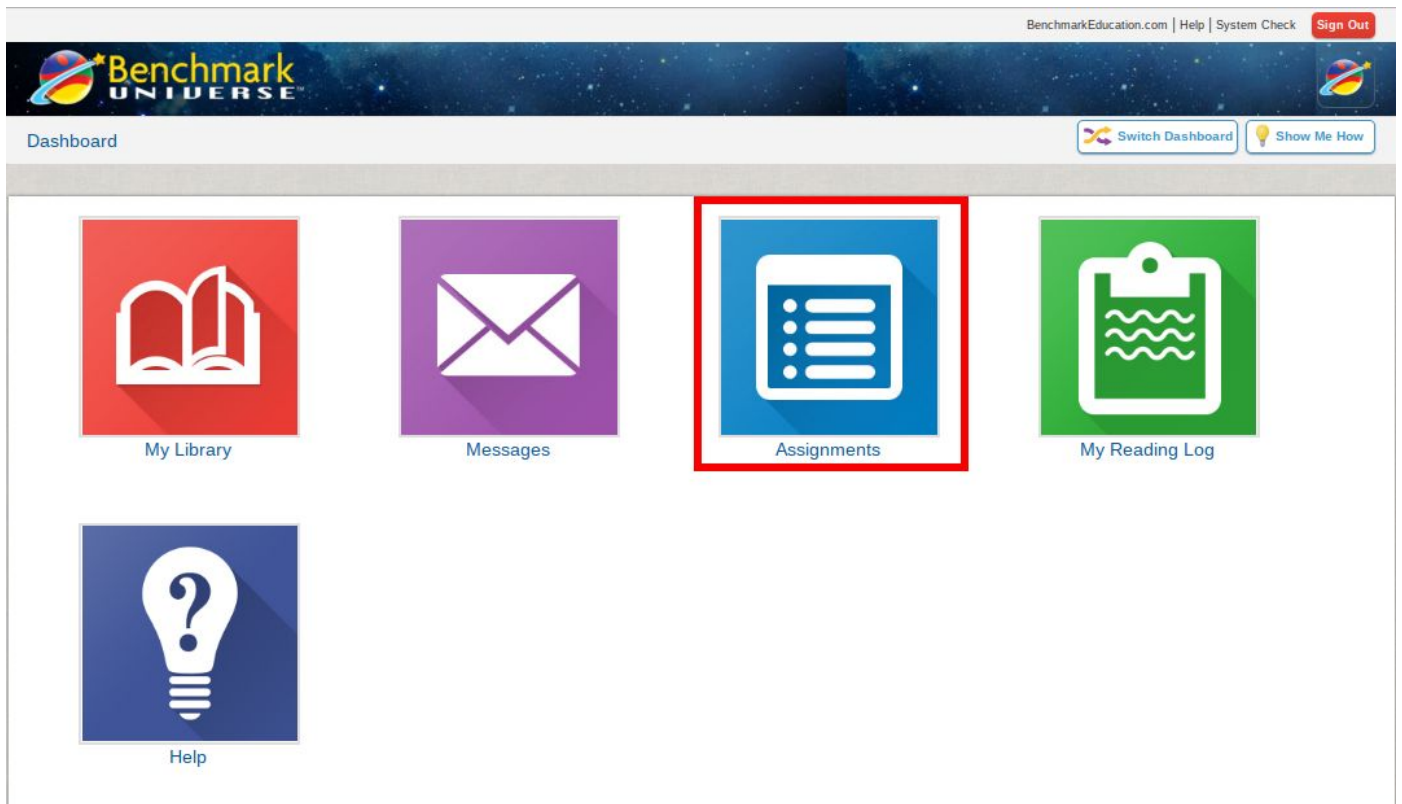 BenchmarkEducation.com | Help | System Check Sign Out
Benchmark
UNIVERSE™
Dashboard Switch Dashboard Show Me How
My Library Messages Assignments My Reading Log
?
Help